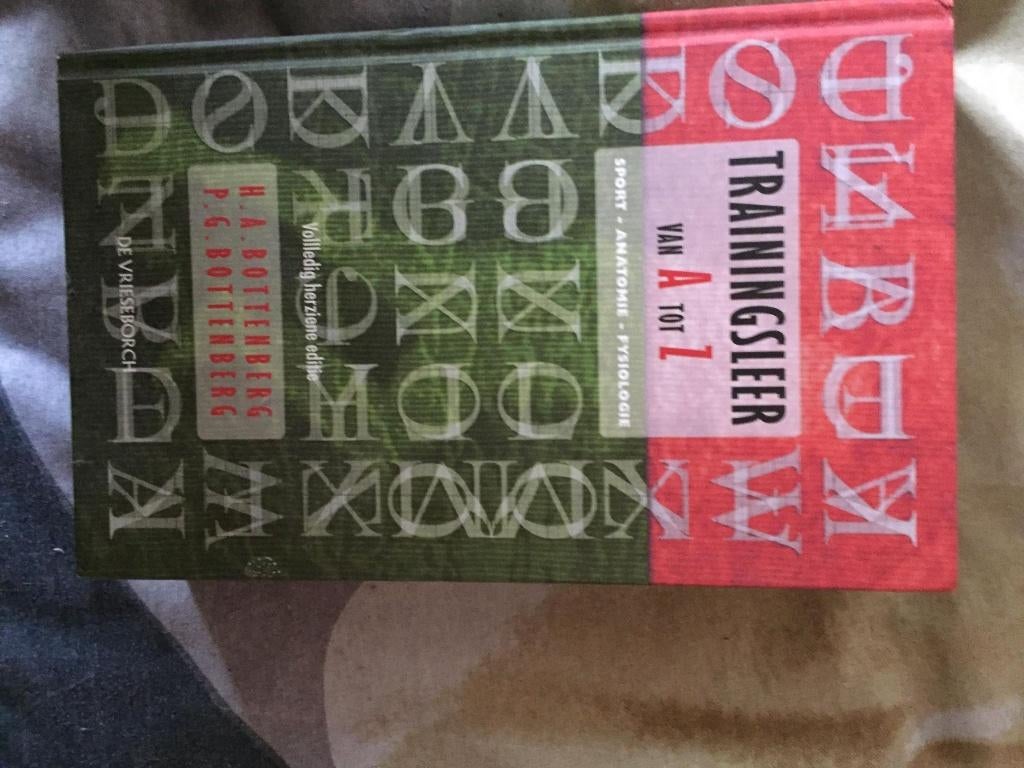 TRAININGSLEER
VAN A TOT Z
SPORT - ANATOMIE - FYSIOLOGIE
Volledig herziene editie
H.A. BOTTENBERG
P.G. BOTTENBERG
DE VRIESEBORCH